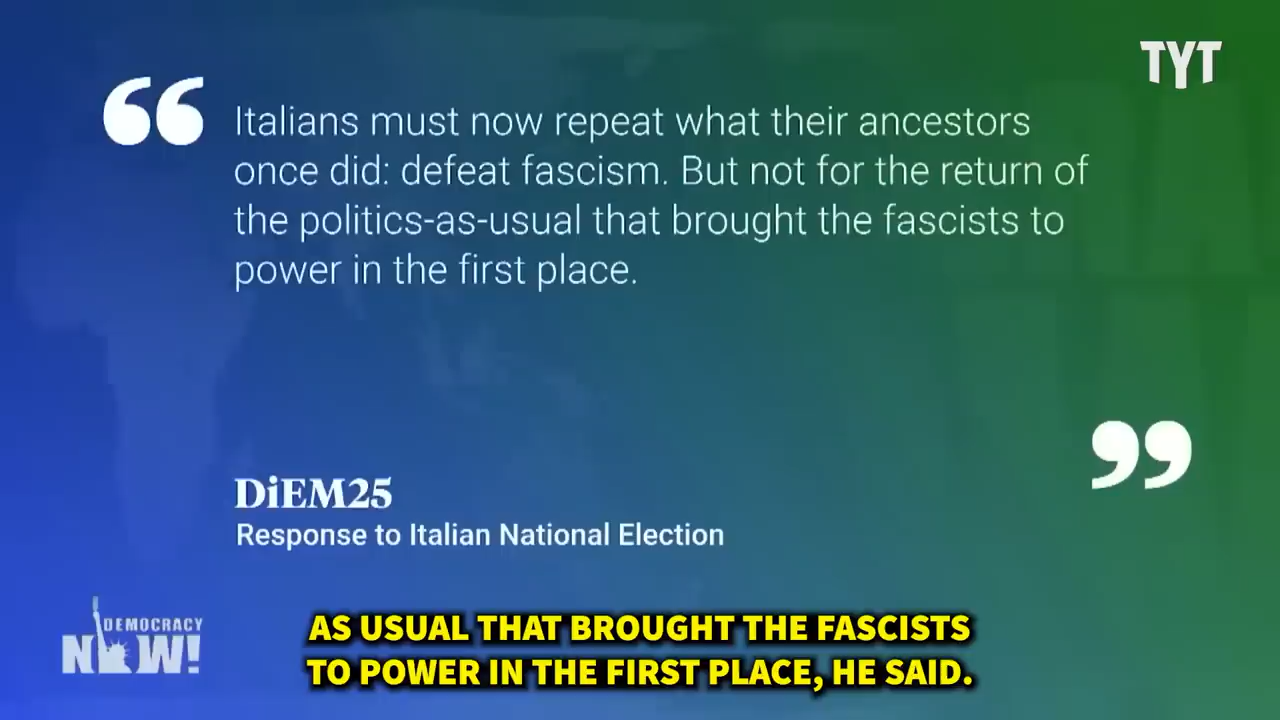 TYT
“ Italians must now repeat what their ancestors
once did: defeat fascism. But not for the return of
the politics-as-usual that brought the fascists to
power in the first place.
”
DiEM25
Response to Italian National Election
DEMOCRACY
NOW!
AS USUAL THAT BROUGHT THE FASCISTS
TO POWER IN THE FIRST PLACE, HE SAID.